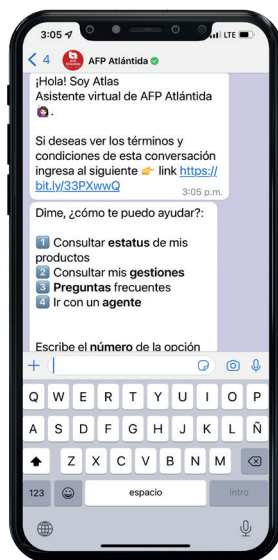 3:05
LTE
4
AFP Atlántida
¡Hola! Soy Atlas
Asistente virtual de AFP Atlántida
.
Si deseas ver los términos y
condiciones de esta conversación
ingresa al siguiente 👉 link https://
bit.ly/33PXwwQ
3:05 p.m.
Dime, ¿cómo te puedo ayudar?:
1 Consultar estatus de mis
productos
2 Consultar mis gestiones
3 Preguntas frecuentes
4 Ir con un agente
Escribe el número de la opción
Q W E R T Y U I O P
A S D F G H J K L Ñ
Z X C V B N M
123 espacio intro